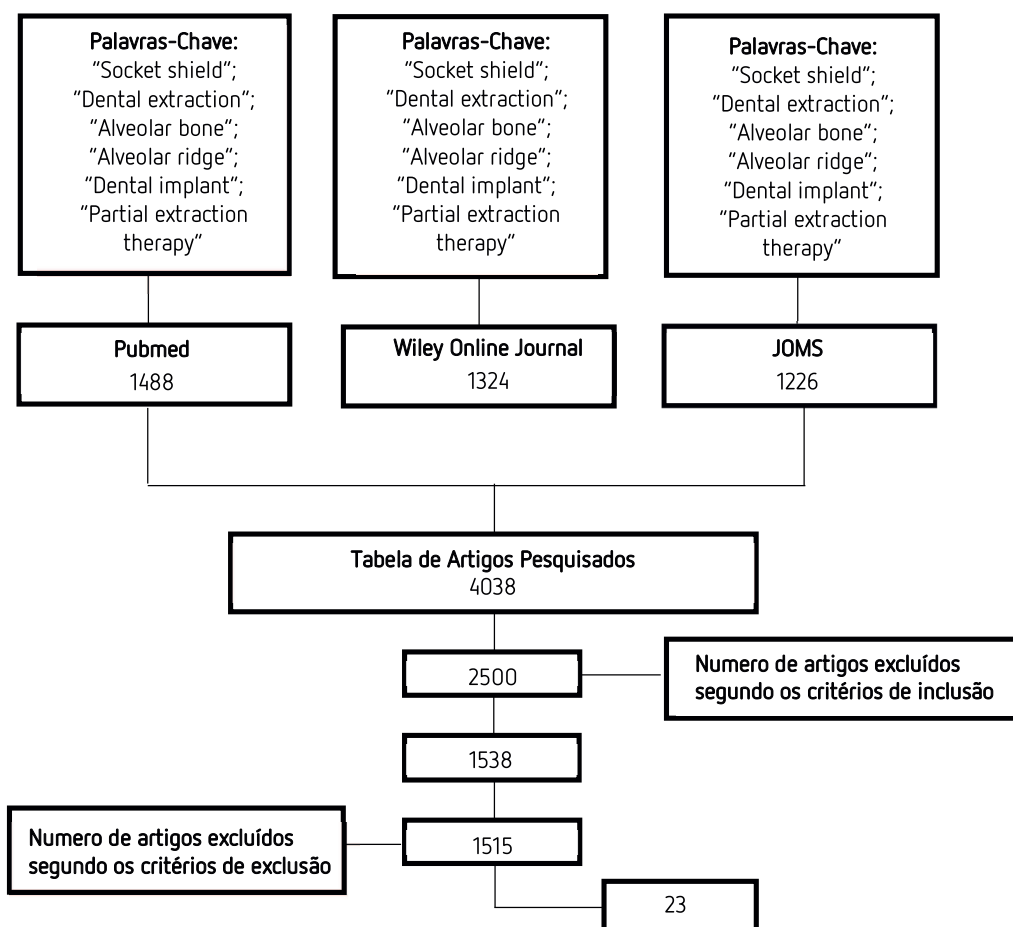 Palavras-Chave:
"Socket shield";
"Dental extraction";
"Alveolar bone";
"Alveolar ridge";
"Dental implant";
"Partial extraction
therapy"
Palavras-Chave:
"Socket shield";
"Dental extraction";
"Alveolar bone";
"Alveolar ridge";
"Dental implant";
"Partial extraction
therapy"
Palavras-Chave:
"Socket shield";
"Dental extraction";
"Alveolar bone";
"Alveolar ridge";
"Dental implant";
"Partial extraction
therapy"
Pubmed
1488
Wiley Online Journal
1324
JOMS
1226
Tabela de Artigos Pesquisados
4038
2500
Numero de artigos excluídos
segundo os critérios de inclusão
1538
Numero de artigos excluídos
segundo os critérios de exclusão
1515
23